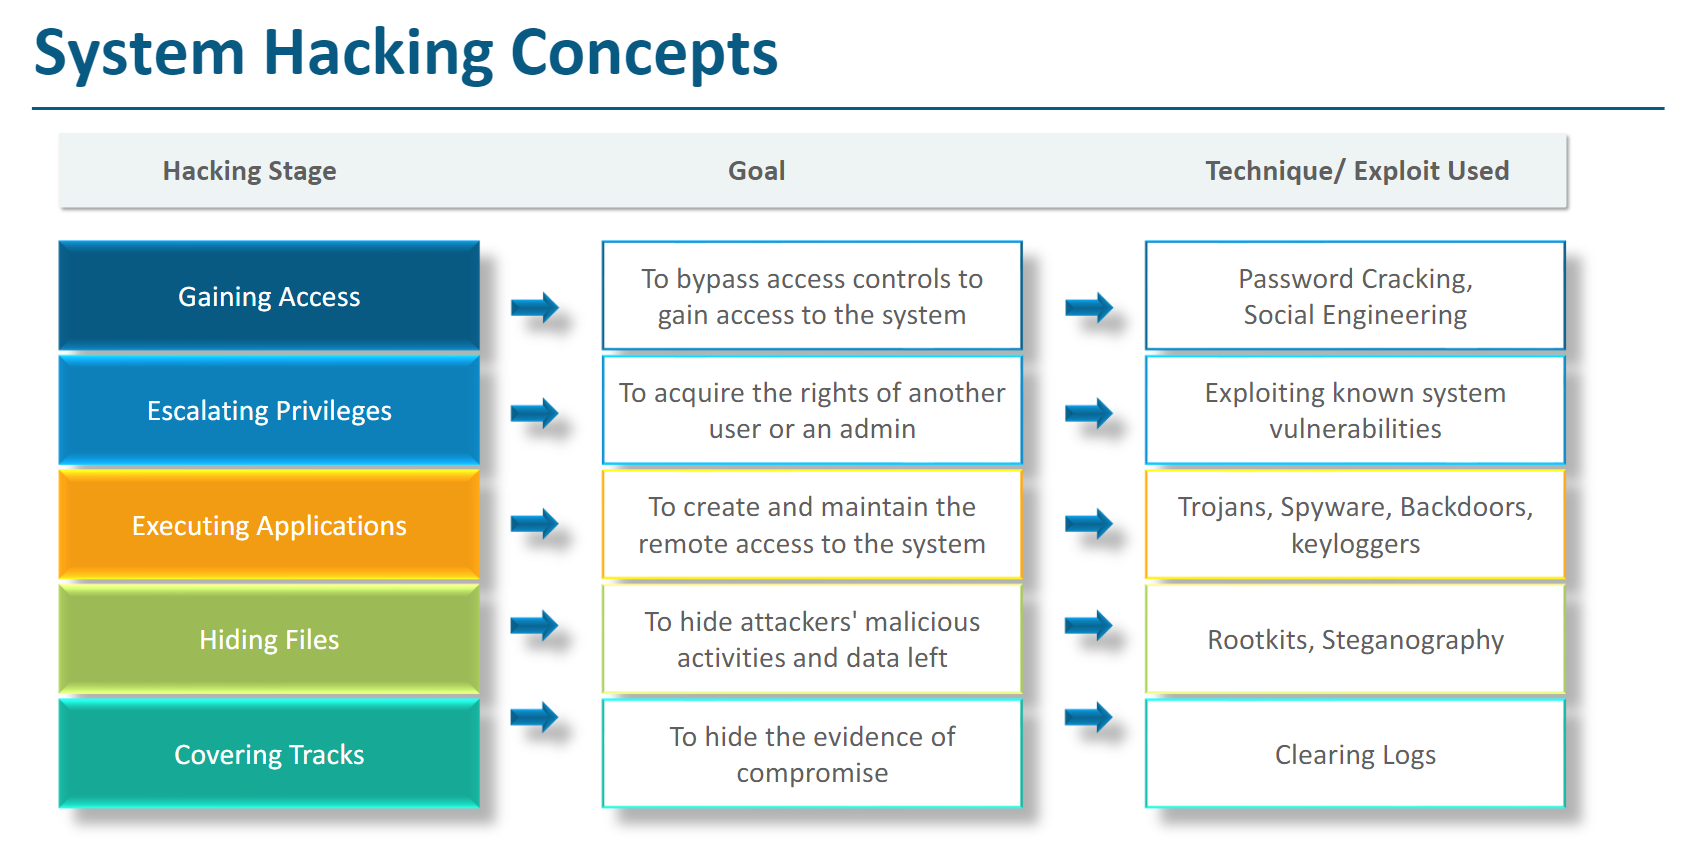 System Hacking Concepts
Hacking Stage
Goal
Technique/ Exploit Used
Gaining Access
To bypass access controls to
gain access to the system
Password Cracking,
Social Engineering
Escalating Privileges
To acquire the rights of another
user or an admin
Exploiting known system
vulnerabilities
Executing Applications
To create and maintain the
remote access to the system
Trojans, Spyware, Backdoors,
keyloggers
Hiding Files
To hide attackers' malicious
activities and data left
Rootkits, Steganography
Covering Tracks
To hide the evidence of
compromise
Clearing Logs